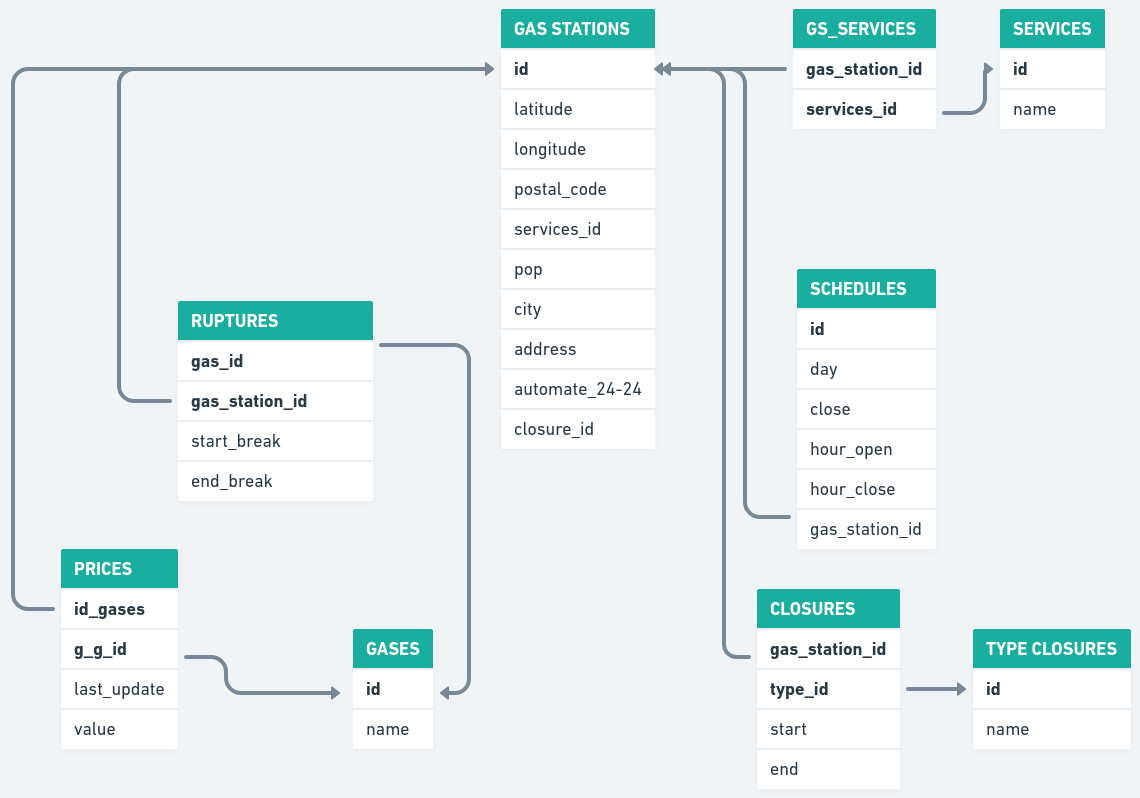 GAS STATIONS
id
latitude
longitude
postal_code
services_id
pop
city
address
automate_24-24
closure_id
GS_SERVICES
gas_station_id
services_id
SERVICES
id
name
RUPTURES
gas_id
gas_station_id
start_break
end_break
SCHEDULES
id
day
close
hour_open
hour_close
gas_station_id
PRICES
id_gases
g_g_id
last_update
value
GASES
id
name
CLOSURES
gas_station_id
type_id
start
end
TYPE CLOSURES
id
name